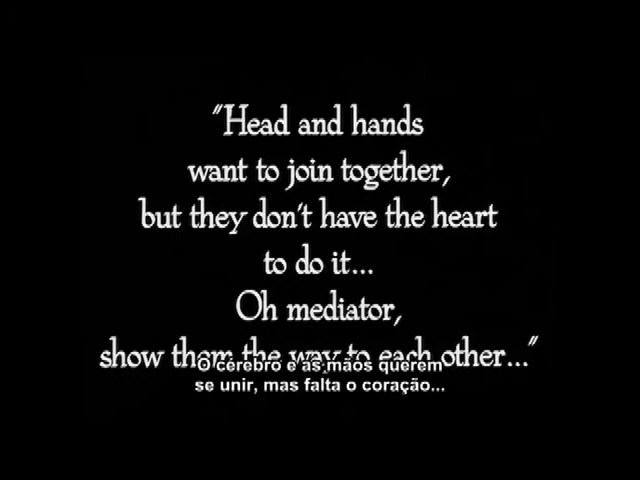 "Head and hands
want to join together,
but they don't have the heart
to do it...
Oh mediator,
show them the way to each other..."
O cérebro e as mãos querem
se unir, mas falta o coração...